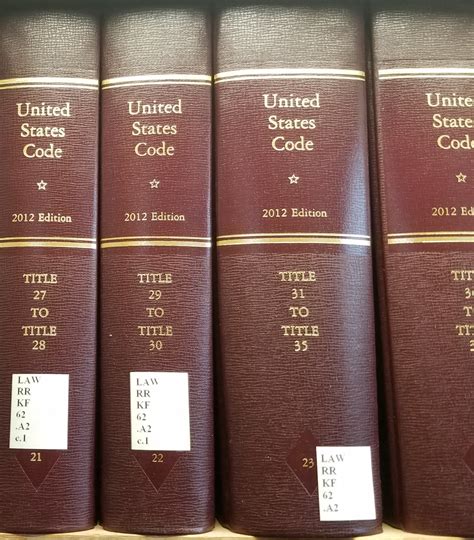 United
States
Code
2012 Edition
TITLE
27
TO
TITLE
28
LAW
RR
KF
62
.A2
c.1
21
United
States
Code
2012 Edition
TITLE
29
TO
TITLE
30
LAW
RR
KF
62
.A2
c.1
22
United
States
Code
2012 Edition
TITLE
31
TO
TITLE
35
23
LAW
RR
KF
62
.A2
States
2012 Edition
TO